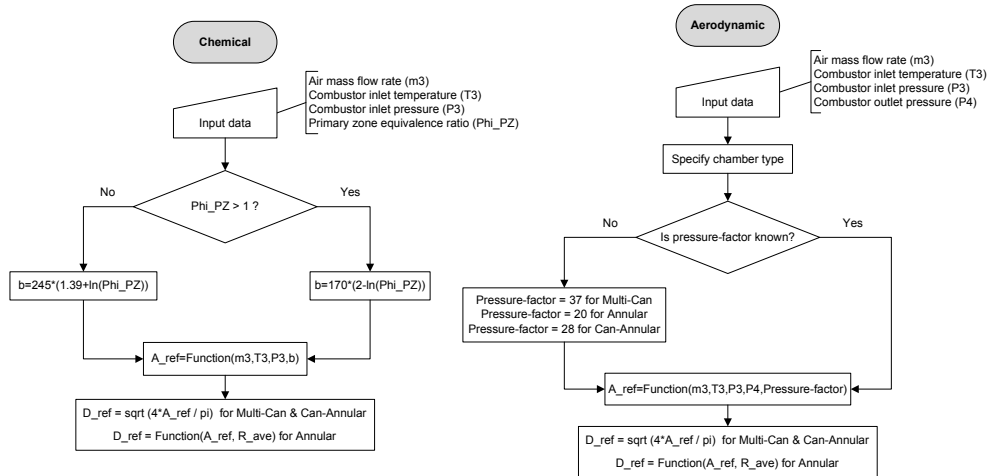 Chemical
Air mass flow rate (m3)
Combustor inlet temperature (T3)
Combustor inlet pressure (P3)
Primary zone equivalence ratio (Phi_PZ)
Input data
No
Yes
Phi_PZ > 1 ?
b=245*(1.39+ln(Phi_PZ))
b=170*(2-ln(Phi_PZ))
A_ref=Function(m3,T3,P3,b)
D_ref = sqrt (4*A_ref / pi) for Multi-Can & Can-Annular
D_ref = Function(A_ref, R_ave) for Annular
Aerodynamic
Air mass flow rate (m3)
Combustor inlet temperature (T3)
Combustor inlet pressure (P3)
Combustor outlet pressure (P4)
Input data
Specify chamber type
No
Yes
Is pressure-factor known?
Pressure-factor = 37 for Multi-Can
Pressure-factor = 20 for Annular
Pressure-factor = 28 for Can-Annular
A_ref=Function(m3,T3,P3,P4,Pressure-factor)
D_ref = sqrt (4*A_ref / pi) for Multi-Can & Can-Annular
D_ref = Function(A_ref, R_ave) for Annular